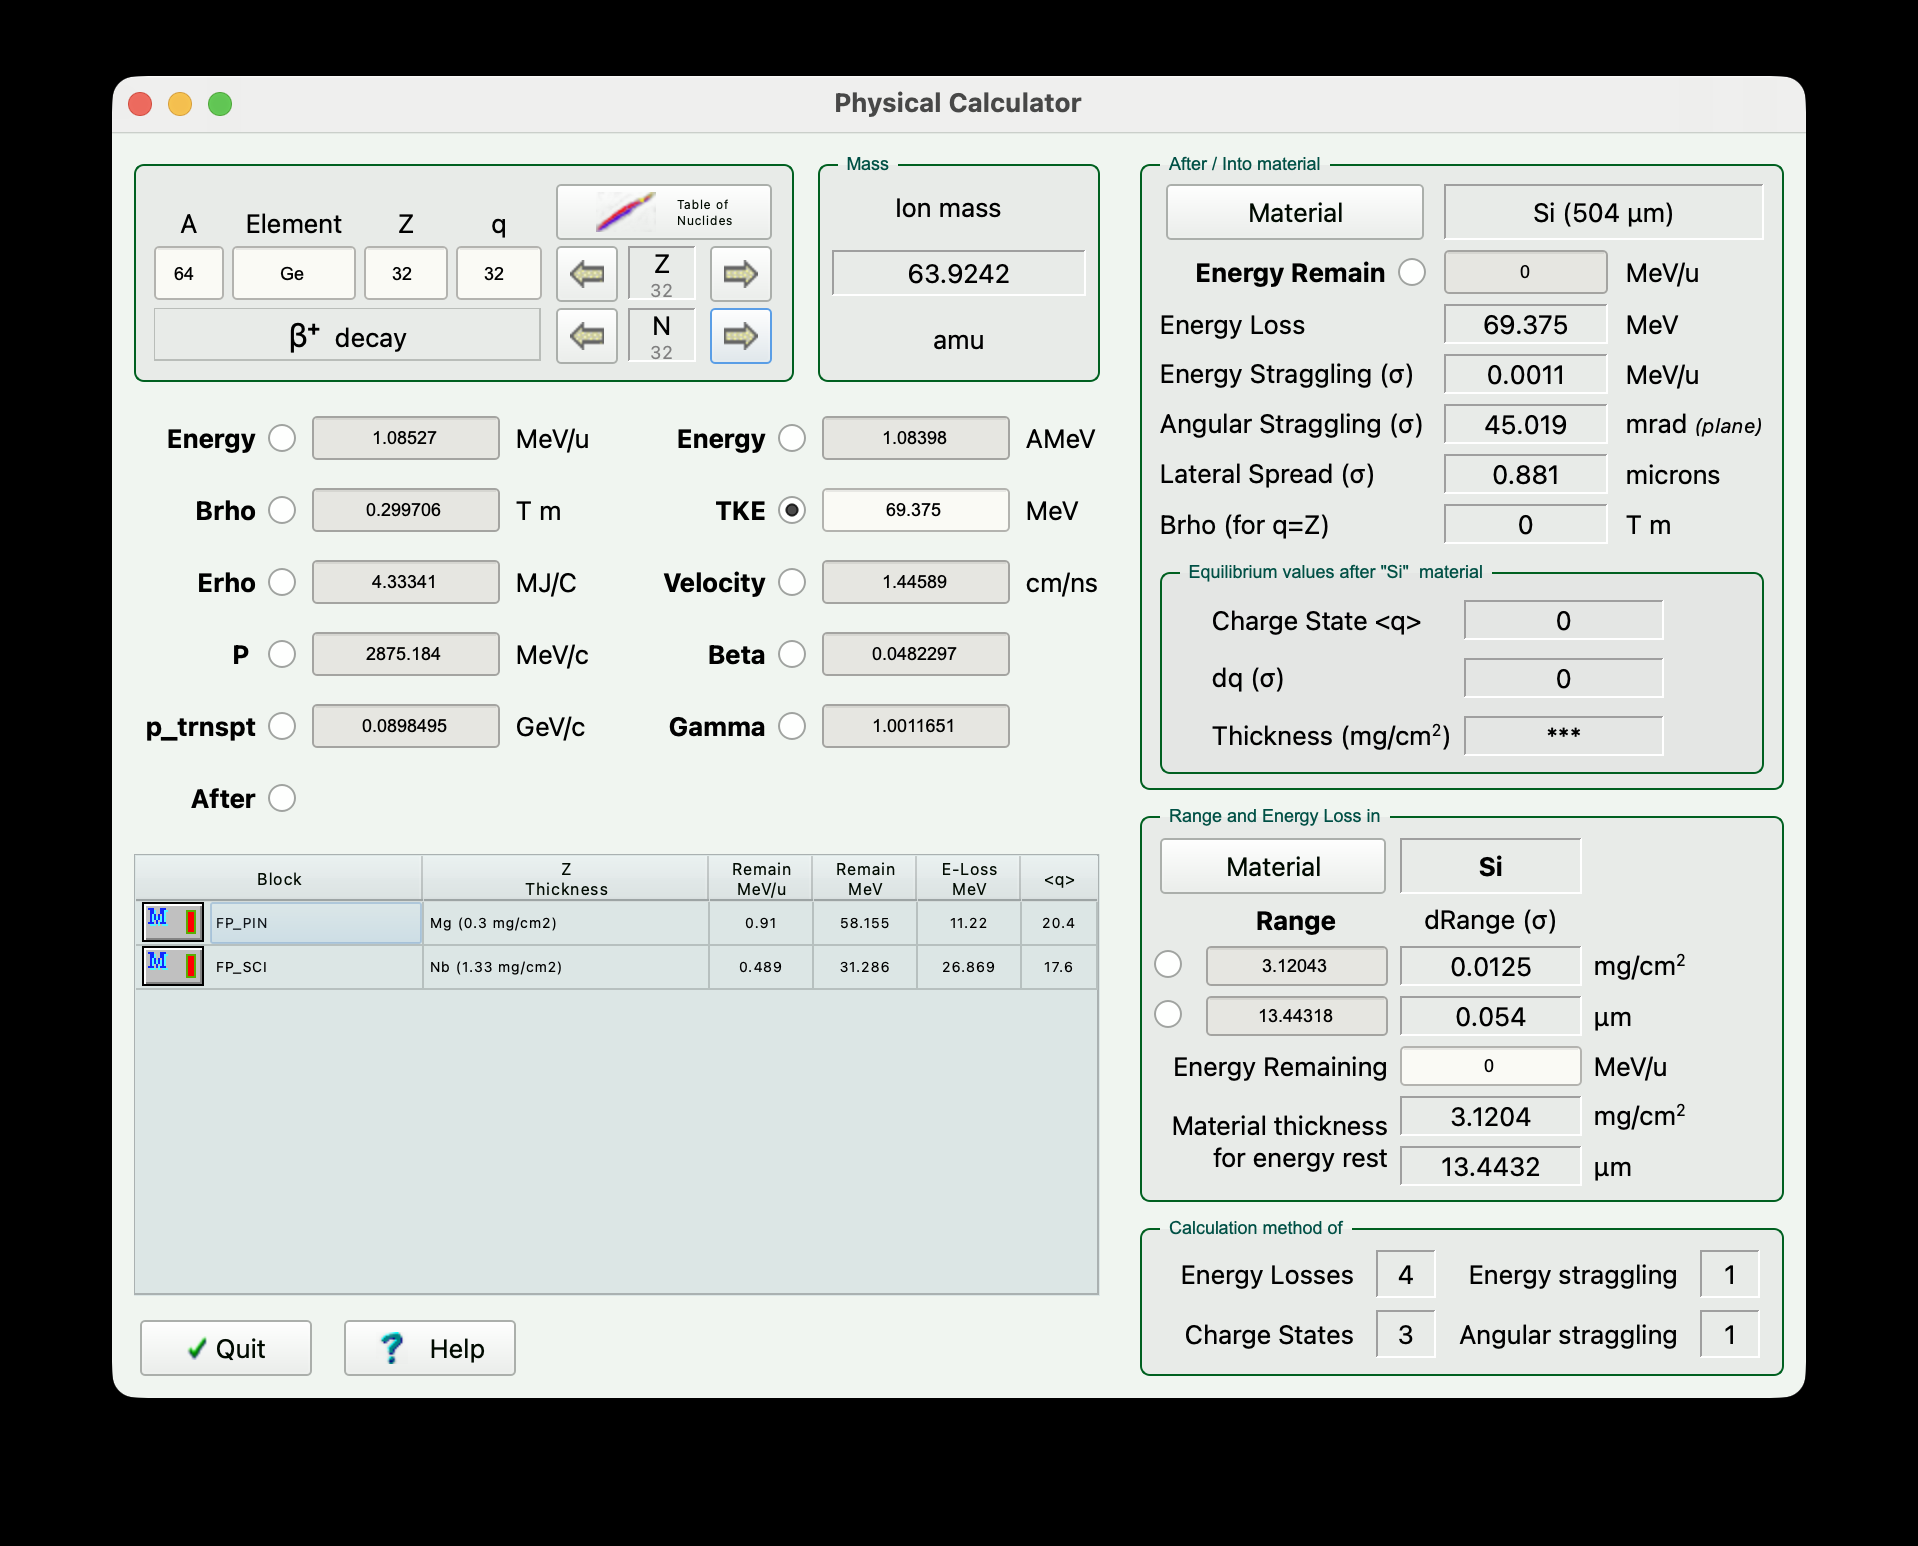 Physical Calculator
A Element Z q
Table of
Nuclides
64 Ge 32 32
Z
32
β+ decay
N
32
Mass
Ion mass
63.9242
amu
Energy 1.08527 MeV/u Energy 1.08398 AMeV
Brho 0.299706 T m TKE 69.375 MeV
Erho 4.33341 MJ/C Velocity 1.44589 cm/ns
P 2875.184 MeV/c Beta 0.0482297
p_trnspt 0.0898495 GeV/c Gamma 1.0011651
After
Block Z Thickness Remain MeV/u Remain MeV E-Loss MeV <q>
M FP_PIN Mg (0.3 mg/cm2) 0.91 58.155 11.22 20.4
M FP_SCI Nb (1.33 mg/cm2) 0.489 31.286 26.869 17.6
Quit ? Help
After / Into material
Material Si (504 µm)
Energy Remain 0 MeV/u
Energy Loss 69.375 MeV
Energy Straggling (σ) 0.0011 MeV/u
Angular Straggling (σ) 45.019 mrad (plane)
Lateral Spread (σ) 0.881 microns
Brho (for q=Z) 0 T m
Equilibrium values after "Si" material
Charge State <q> 0
dq (σ) 0
Thickness (mg/cm²) ***
Range and Energy Loss in
Material Si
Range dRange (σ)
3.12043 0.0125 mg/cm²
13.44318 0.054 µm
Energy Remaining 0 MeV/u
Material thickness
for energy rest
3.1204 mg/cm²
13.4432 µm
Calculation method of
Energy Losses 4 Energy straggling 1
Charge States 3 Angular straggling 1